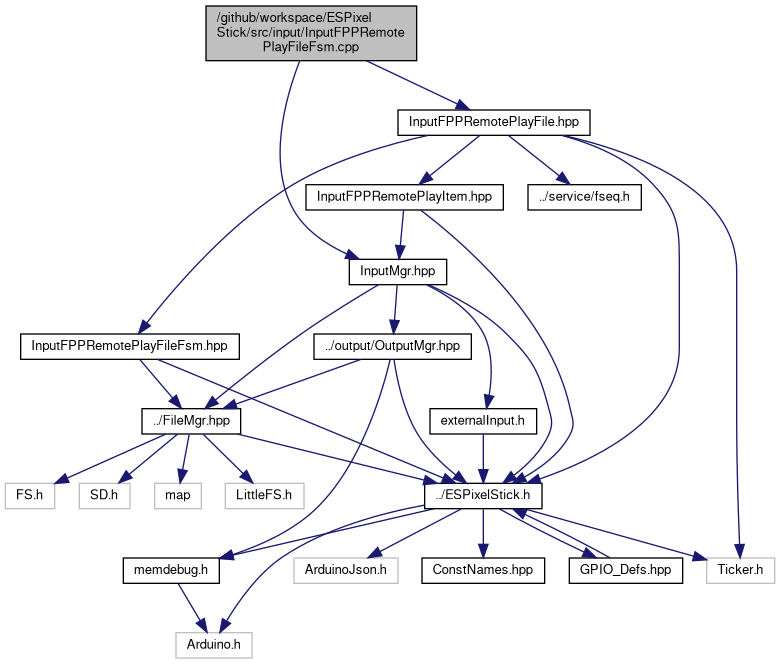 /github/workspace/ESPixel
Stick/src/input/InputFPPRemote
PlayFileFsm.cpp
InputFPPRemotePlayFile.hpp
InputFPPRemotePlayItem.hpp
../service/fseq.h
InputMgr.hpp
InputFPPRemotePlayFileFsm.hpp
../output/OutputMgr.hpp
../FileMgr.hpp
externalInput.h
FS.h
SD.h
map
LittleFS.h
../ESPixelStick.h
memdebug.h
ArduinoJson.h
ConstNames.hpp
GPIO_Defs.hpp
Ticker.h
Arduino.h